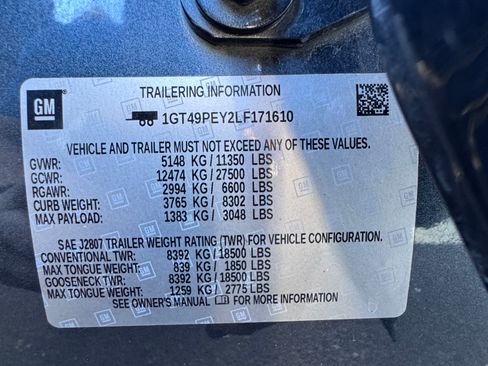 TRAILERING INFORMATION
GM
1GT49PEY2LF171610
VEHICLE AND TRAILER MUST NOT EXCEED ANY OF THESE VALUES.
GVWR: 5148 KG/11350 LBS
GCWR: 12474 KG/27500 LBS
RGAWR: 2994 KG/ 6600 LBS
CURB WEIGHT: 3765 KG/ 8302 LBS
MAX PAYLOAD: 1383 KG/ 3048 LBS
SAE J2807 TRAILER WEIGHT RATING (TWR) FOR VEHICLE CONFIGURATION.
CONVENTIONAL TWR: 8392 KG/18500 LBS
MAX TONGUE WEIGHT: 839 KG/ 1850 LBS
GOOSENECK TWR: 8392 KG/18500 LBS
MAX TONGUE WEIGHT: 1259 KG/ 2775 LBS
SEE OWNER'S MANUAL FOR MORE INFORMATION